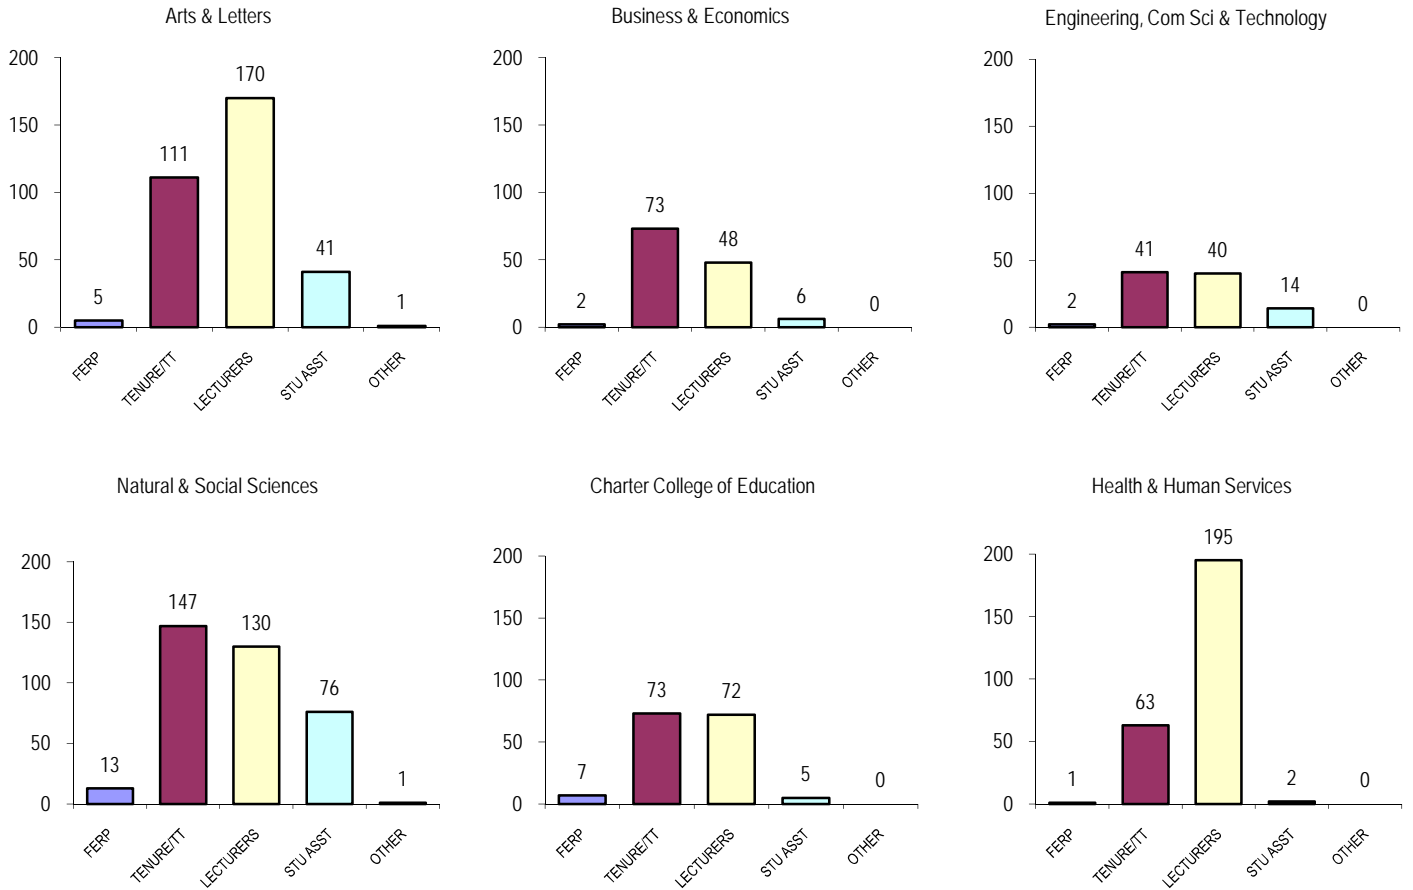 Arts & Letters
200
150
100
50
0
5
111
170
41
1
FERP
TENURE/TT
LECTURERS
STU ASST
OTHER
Business & Economics
200
150
100
50
0
2
73
48
6
0
FERP
TENURE/TT
LECTURERS
STU ASST
OTHER
Engineering, Com Sci & Technology
200
150
100
50
0
2
41
40
14
0
FERP
TENURE/TT
LECTURERS
STU ASST
OTHER
Natural & Social Sciences
200
150
100
50
0
13
147
130
76
1
FERP
TENURE/TT
LECTURERS
STU ASST
OTHER
Charter College of Education
200
150
100
50
0
7
73
72
5
0
FERP
TENURE/TT
LECTURERS
STU ASST
OTHER
Health & Human Services
200
150
100
50
0
1
63
195
2
0
FERP
TENURE/TT
LECTURERS
STU ASST
OTHER